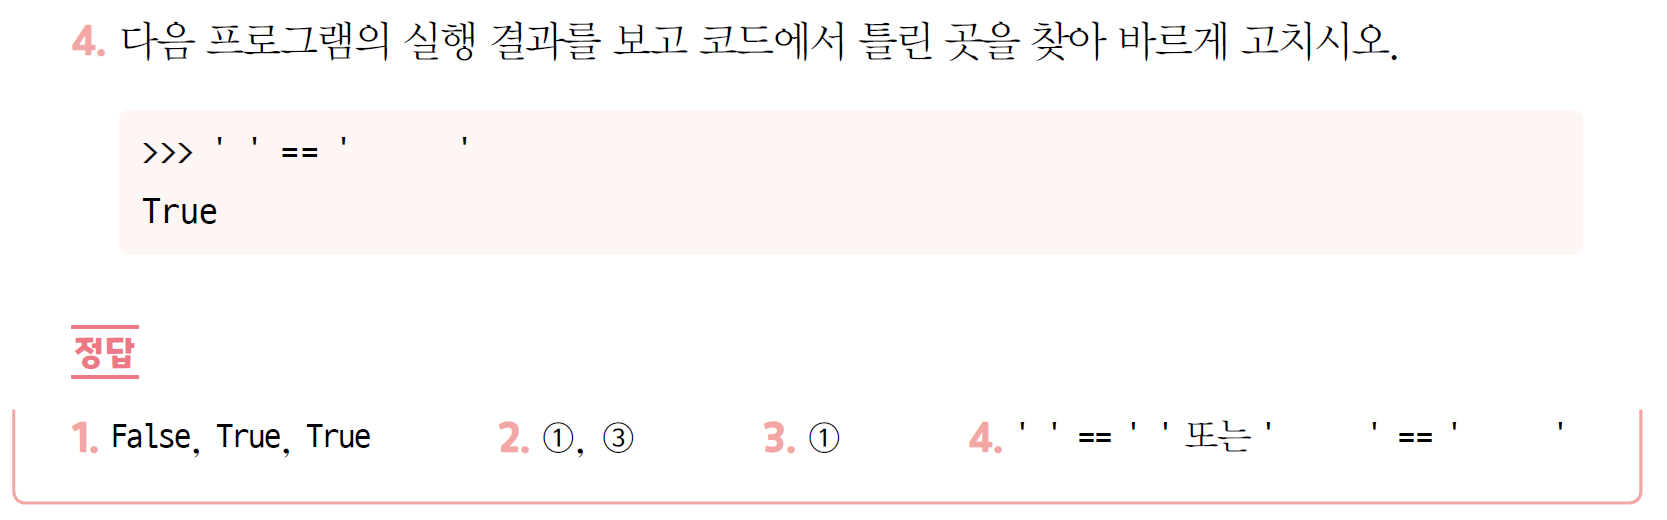 4. 다음 프로그램의 실행 결과를 보고 코드에서 틀린 곳을 찾아 바르게 고치시오.
>>> ' ' == '      '
True
정답
1. False, True, True 2. ①, ③ 3. ① 4. ' ' == ' ' 또는 '      ' == '      '